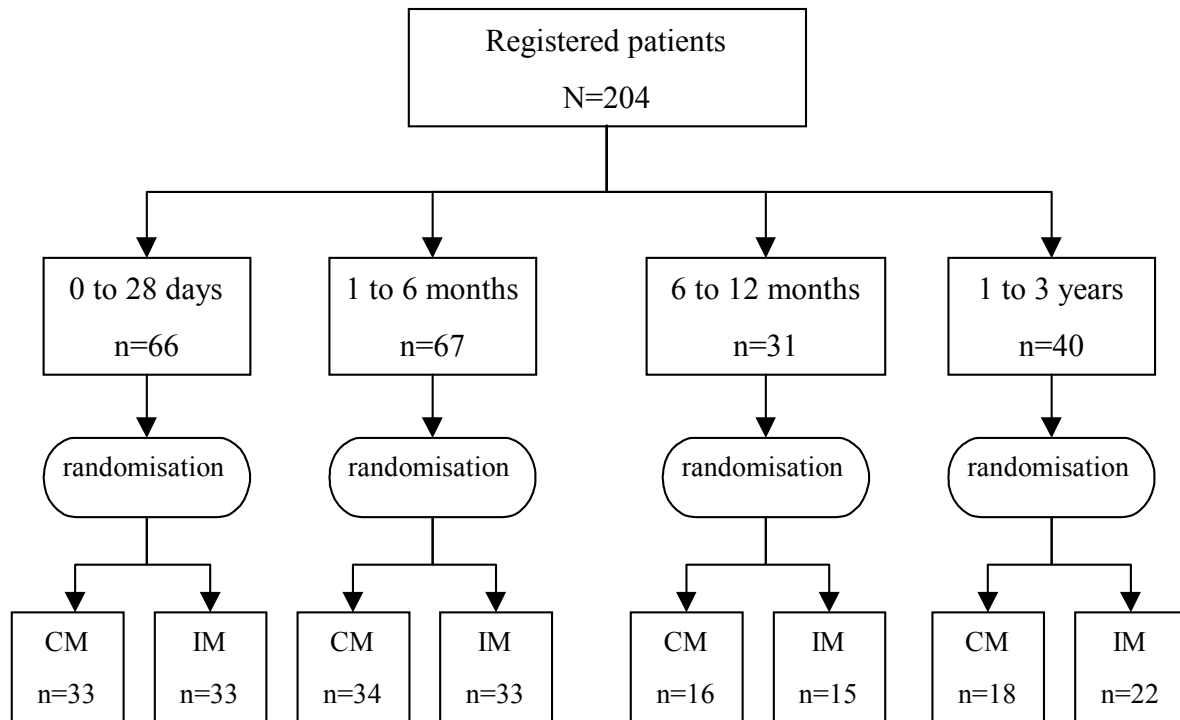 Registered patients
N=204
0 to 28 days
n=66
1 to 6 months
n=67
6 to 12 months
n=31
1 to 3 years
n=40
randomisation
randomisation
randomisation
randomisation
CM
n=33
IM
n=33
CM
n=34
IM
n=33
CM
n=16
IM
n=15
CM
n=18
IM
n=22